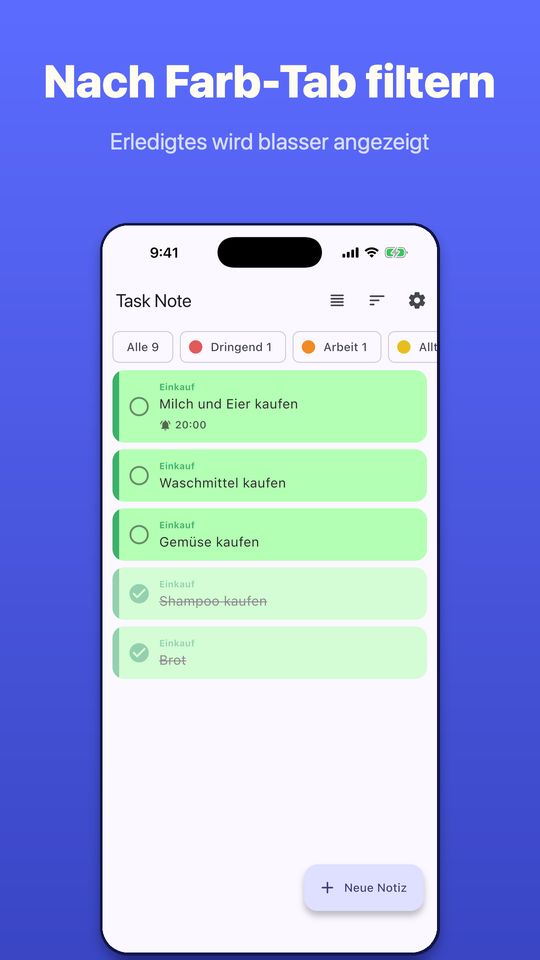 Nach Farb-Tab filtern
Erledigtes wird blasser angezeigt
9:41
Task Note
Alle 9
Dringend 1
Arbeit 1
Allt
Einkauf
Milch und Eier kaufen
20:00
Einkauf
Waschmittel kaufen
Einkauf
Gemüse kaufen
Einkauf
Shampoo kaufen
Einkauf
Brot
+ Neue Notiz